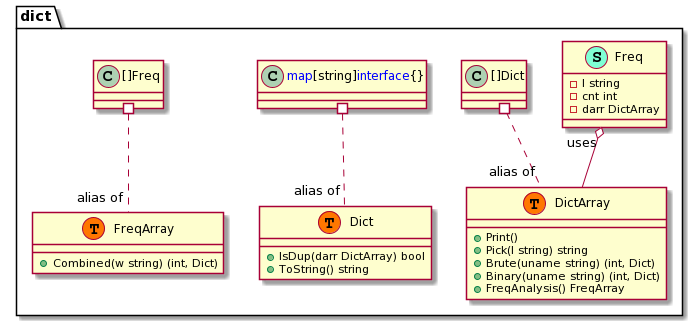 dict
C []Freq
C map[string]interface{}
C []Dict
S Freq
l string
cnt int
darr DictArray
uses
alias of
alias of
alias of
T FreqArray
Combined(w string) (int, Dict)
T Dict
IsDup(darr DictArray) bool
ToString() string
T DictArray
Print()
Pick(l string) string
Brute(uname string) (int, Dict)
Binary(uname string) (int, Dict)
FreqAnalysis() FreqArray